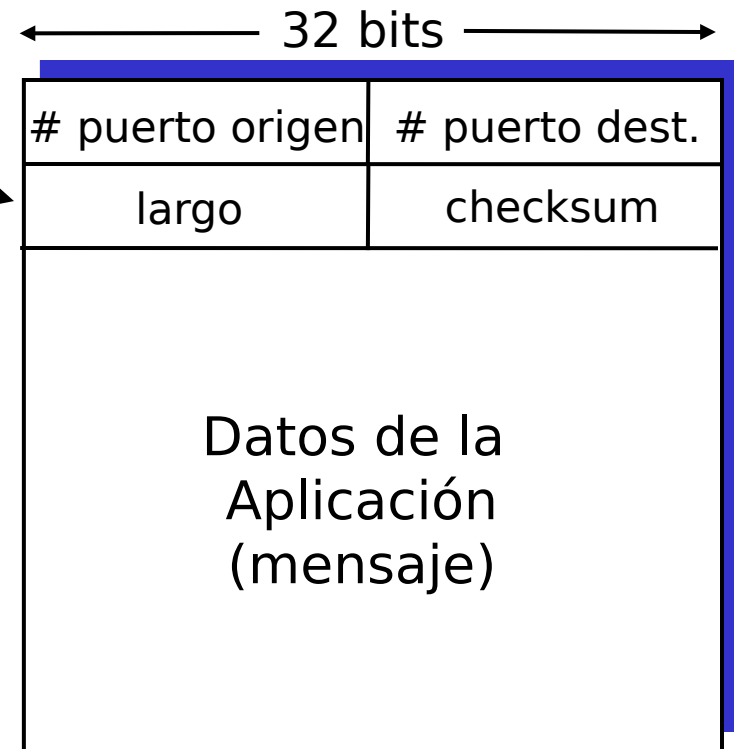 32 bits
# puerto origen
# puerto dest.
largo
checksum
Datos de la
Aplicación
(mensaje)